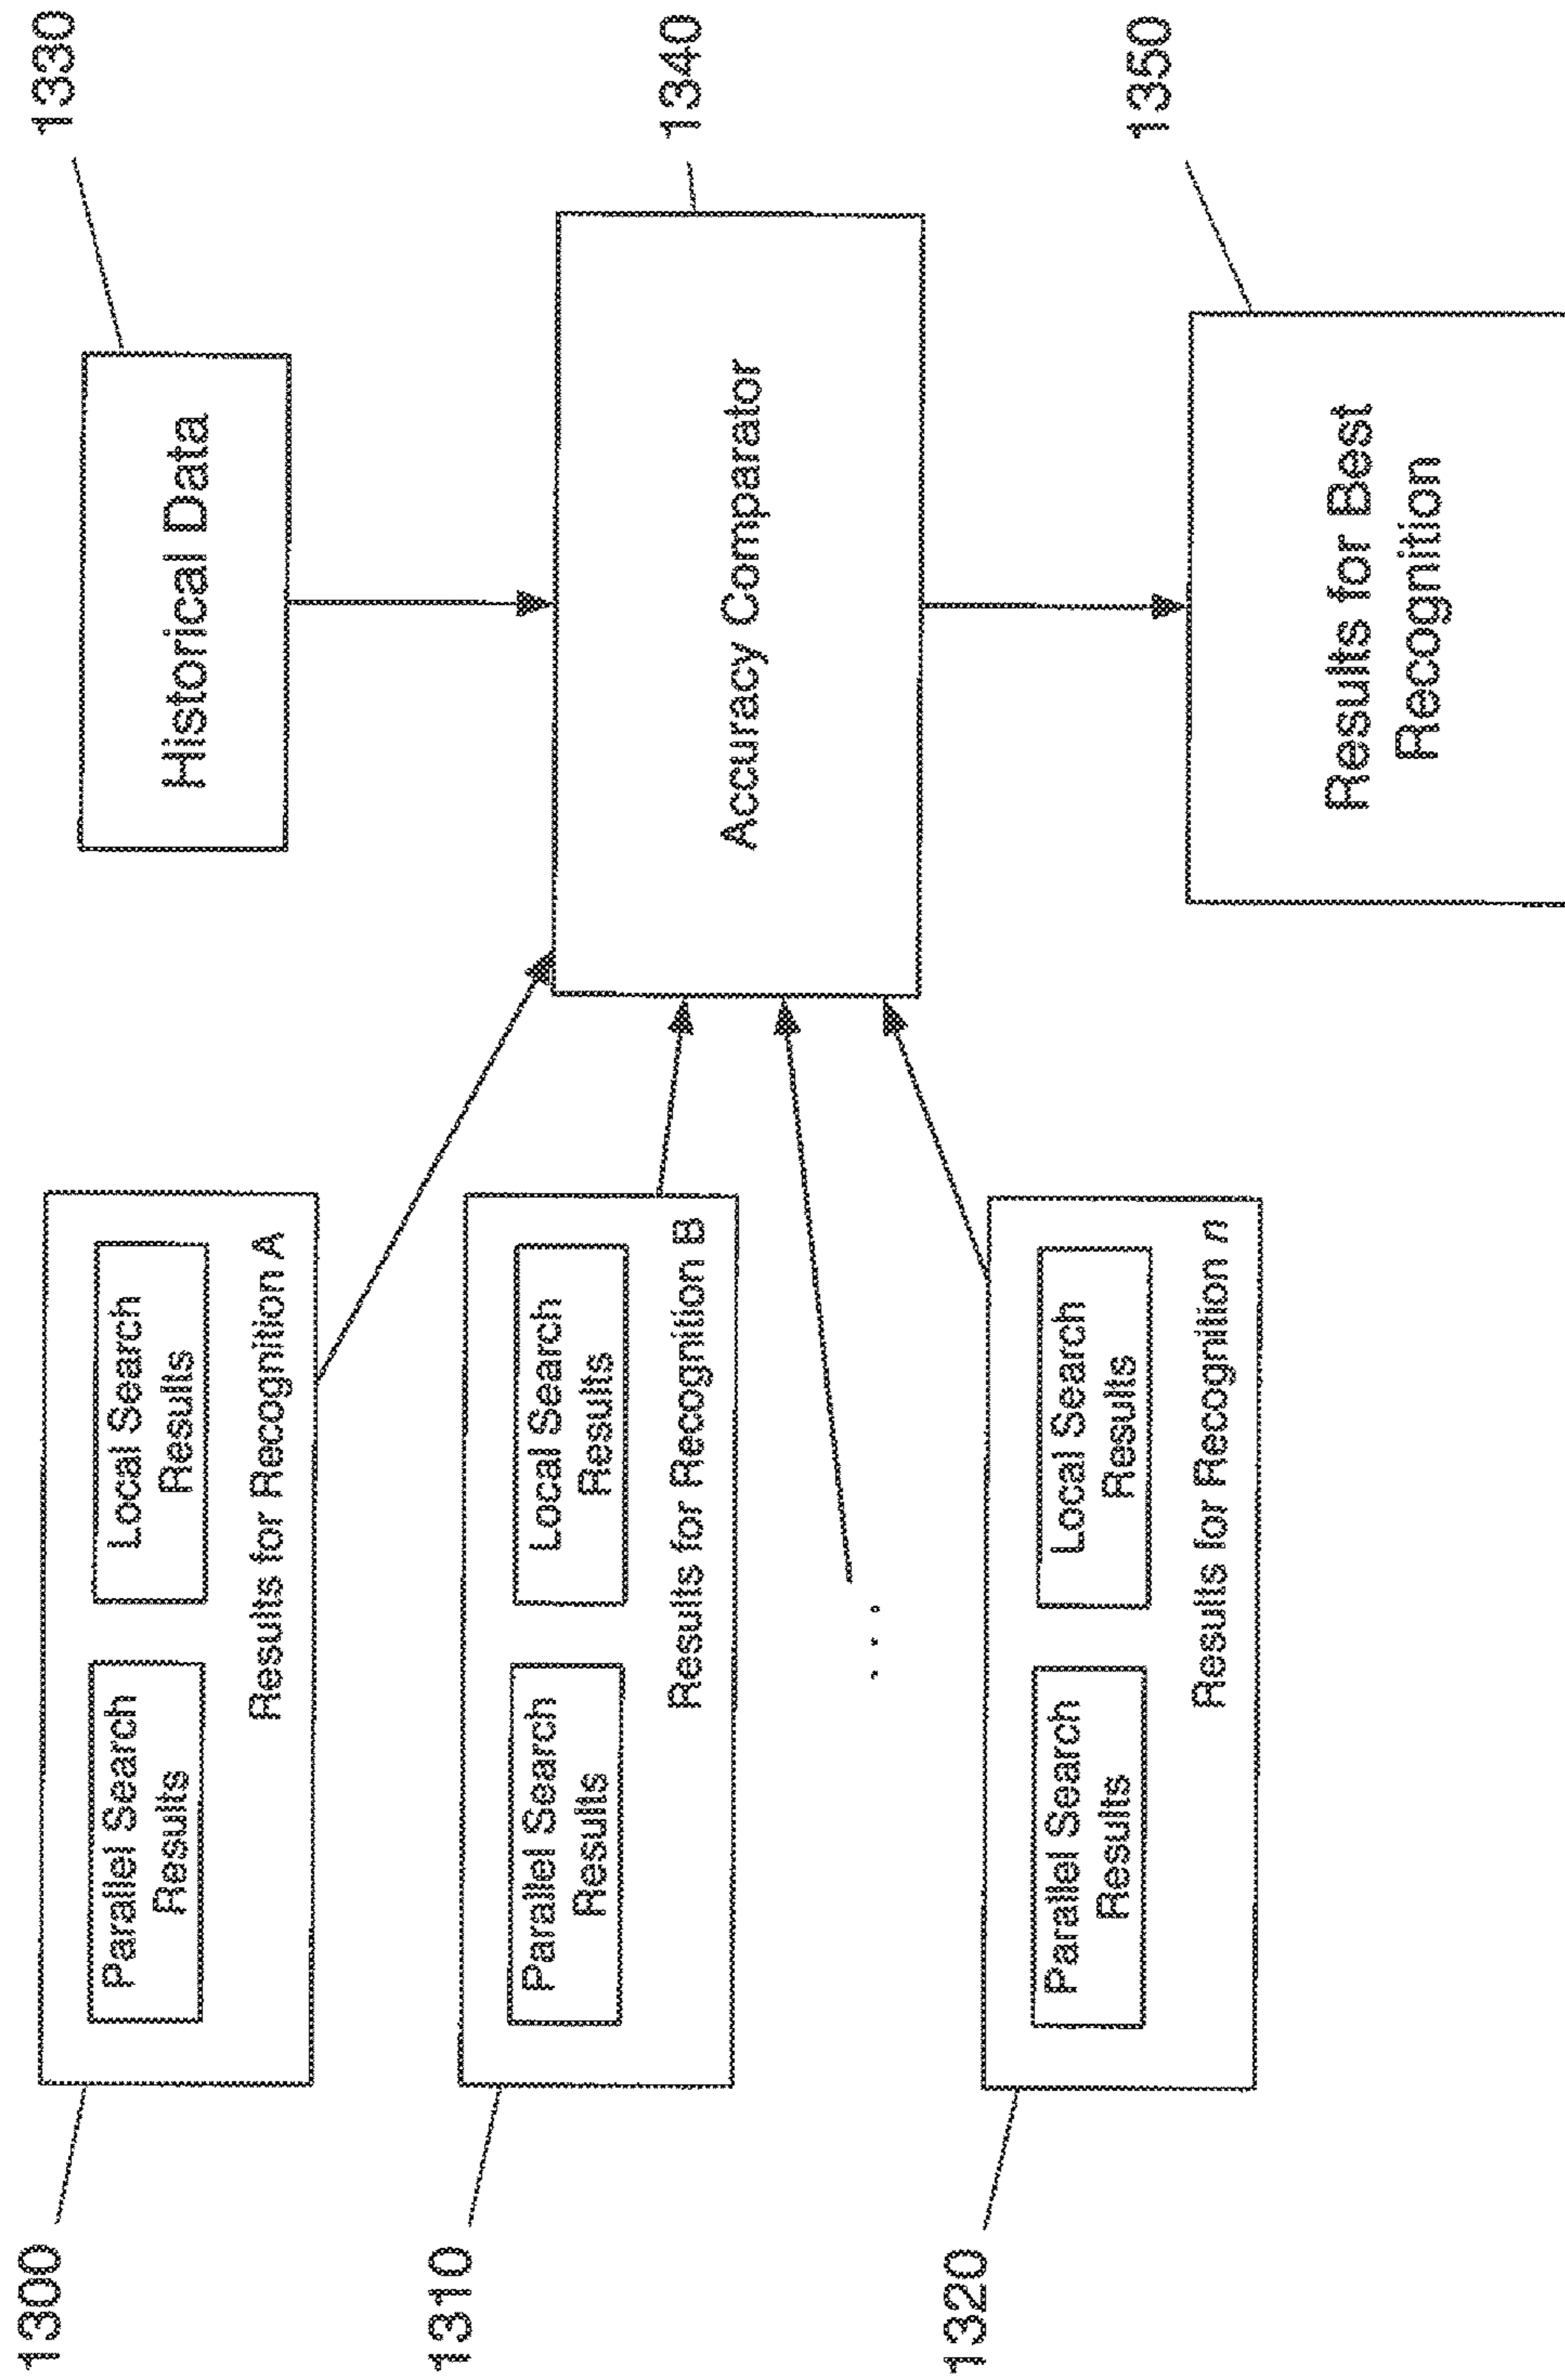 1300
Parallel Search
Results
Local Search
Results
Results for Recognition A
1310
Parallel Search
Results
Local Search
Results
Results for Recognition B
. . .
1320
Parallel Search
Results
Local Search
Results
Results for Recognition n
Historical Data
1330
Accuracy Comparator
1340
Results for Best
Recognition
1350